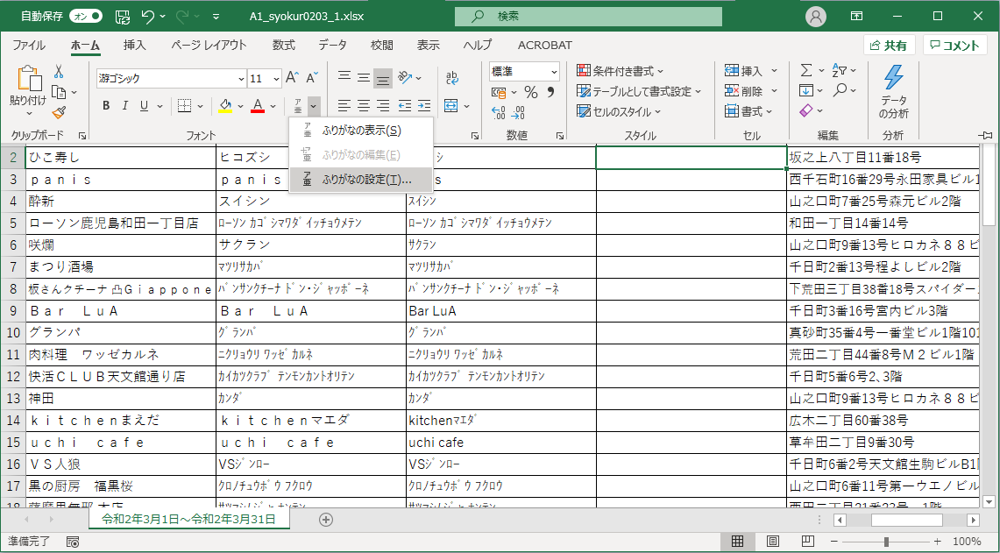 自動保存 オン A1_syokur0203_1.xlsx 検索
ファイル ホーム 挿入 ページ レイアウト 数式 データ 校閲 表示 ヘルプ ACROBAT 共有 コメント
貼り付け
クリップボード
游ゴシック 11 A A
B I U A ア亜
フォント
ab
標準
% 9
.00 .00
数値
条件付き書式
テーブルとして書式設定
セルのスタイル
スタイル
挿入
削除
書式
セル
編集
データ
の分析
分析
ふりがなの表示(S)
ふりがなの編集(E)
ふりがなの設定(T)...
2 ひこ寿し ヒコズシ シ 坂之上八丁目11番18号
3 ｐａｎｉｓ ｐａｎｉｓ s 西千石町16番29号永田家具ビル1
4 酔新 スイシン ｽｲｼﾝ 山之口町7番25号森元ビル2階
5 ローソン鹿児島和田一丁目店 ﾛｰｿﾝ ｶｺﾞｼﾏﾜﾀﾞｲｯﾁｮｳﾒﾃﾝ ﾛｰｿﾝ ｶｺﾞｼﾏﾜﾀﾞｲｯﾁｮｳﾒﾃﾝ 和田一丁目14番14号
6 咲爛 サクラン ｻｸﾗﾝ 山之口町9番13号ヒロカネ８８ビ
7 まつり酒場 ﾏﾂﾘｻｶﾊﾞ ﾏﾂﾘｻｶﾊﾞ 千日町2番13号程よしビル2階
8 板さんクチーナ 凸Ｇｉａｐｐｏｎｅ ﾊﾞﾝｻﾝｸﾁｰﾅ ﾄﾞﾝ･ｼﾞｬｯﾎﾟｰﾈ ﾊﾞﾝｻﾝｸﾁｰﾅ ﾄﾞﾝ･ｼﾞｬｯﾎﾟｰﾈ 下荒田三丁目38番18号スパイダー
9 Ｂａｒ　ＬｕＡ Ｂａｒ　ＬｕＡ Bar LuA 千日町3番16号宮内ビル3階
10 グランパ ｸﾞﾗﾝﾊﾟ ｸﾞﾗﾝﾊﾟ 真砂町35番4号一番堂ビル1階101
11 肉料理　ワッゼカルネ ﾆｸﾘｮｳﾘ ﾜｯｾﾞｶﾙﾈ ﾆｸﾘｮｳﾘ ﾜｯｾﾞｶﾙﾈ 荒田二丁目44番8号Ｍ２ビル1階
12 快活ＣＬＵＢ天文館通り店 ｶｲｶﾂｸﾗﾌﾞ ﾃﾝﾓﾝｶﾝﾄｵﾘﾃﾝ ｶｲｶﾂｸﾗﾌﾞ ﾃﾝﾓﾝｶﾝﾄｵﾘﾃﾝ 千日町5番6号2､3階
13 神田 ｶﾝﾀﾞ ｶﾝﾀﾞ 山之口町9番13号ヒロカネ８８ビ
14 ｋｉｔｃｈｅｎまえだ ｋｉｔｃｈｅｎマエダ kitchenﾏｴﾀﾞ 広木二丁目60番38号
15 ｕｃｈｉ　ｃａｆｅ ｕｃｈｉ　ｃａｆｅ uchi cafe 草牟田二丁目9番30号
16 ＶＳ人狼 VSｼﾞﾝﾛｰ VSｼﾞﾝﾛｰ 千日町6番2号天文館生駒ビルB1
17 黒の厨房　福黒桜 ｸﾛﾉﾁｭｳﾎﾞｳ ﾌｸﾛｳ ｸﾛﾉﾁｭｳﾎﾞｳ ﾌｸﾛｳ 山之口町6番11号第一ウエノビル
18
令和2年3月1日～令和2年3月31日
準備完了 100%